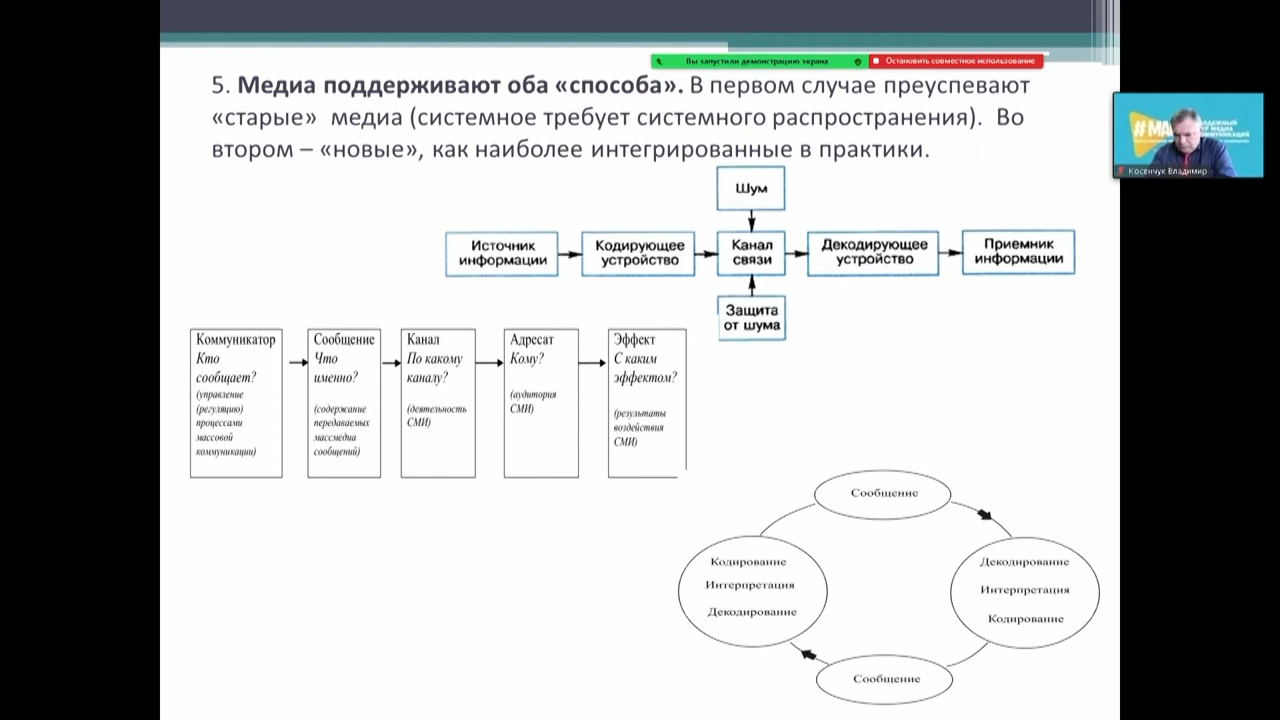 Вы запустили демонстрацию экрана
Остановить совместное использование
5. Медиа поддерживают оба «способа». В первом случае преуспевают
«старые» медиа (системное требует системного распространения). Во
втором – «новые», как наиболее интегрированные в практики.
Косенчук Владимир
Шум
Источник
информации
Кодирующее
устройство
Канал
связи
Декодирующее
устройство
Приемник
информации
Защита
от шума
Коммуникатор
Кто
сообщает?
(управление
(регуляцию)
процессами
массовой
коммуникации)
Сообщение
Что
именно?
(содержание
передаваемых
массмедиа
сообщений)
Канал
По какому
каналу?
(деятельность
СМИ)
Адресат
Кому?
(аудитория
СМИ)
Эффект
С каким
эффектом?
(результаты
воздействия
СМИ)
Сообщение
Кодирование
Интерпретация
Декодирование
Декодирование
Интерпретация
Кодирование
Сообщение